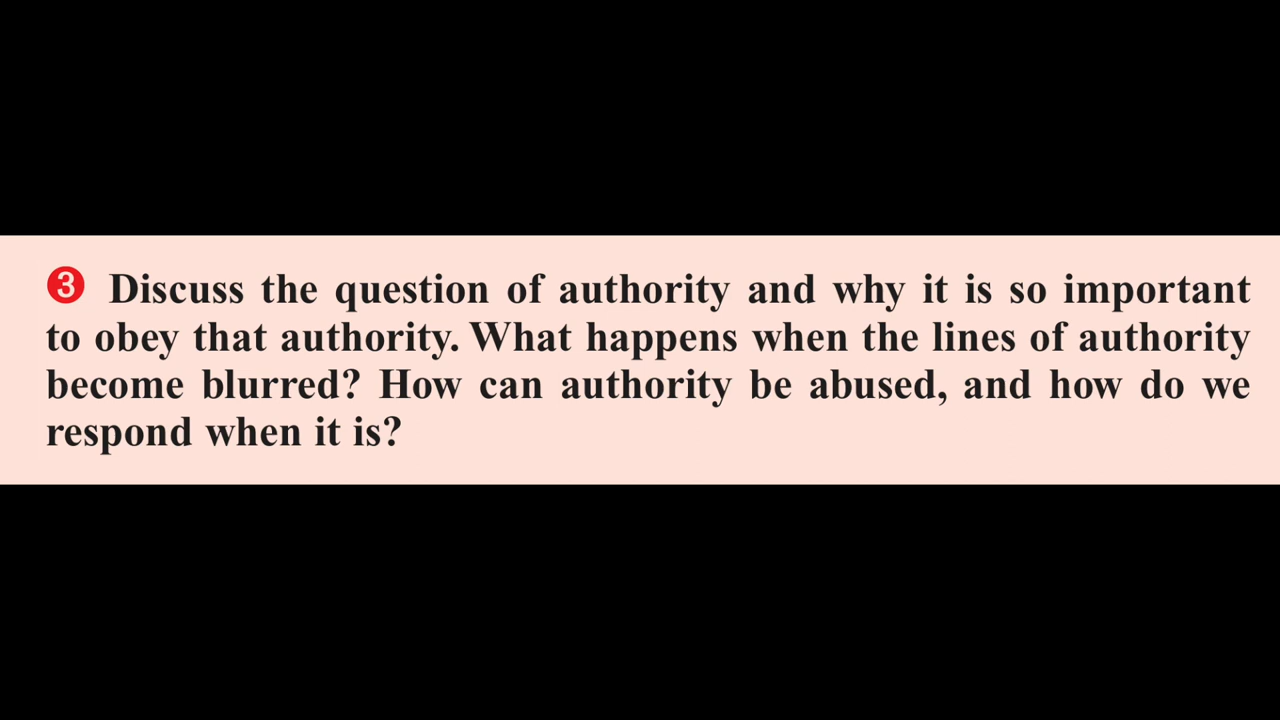 ❸ Discuss the question of authority and why it is so important
to obey that authority. What happens when the lines of authority
become blurred? How can authority be abused, and how do we
respond when it is?